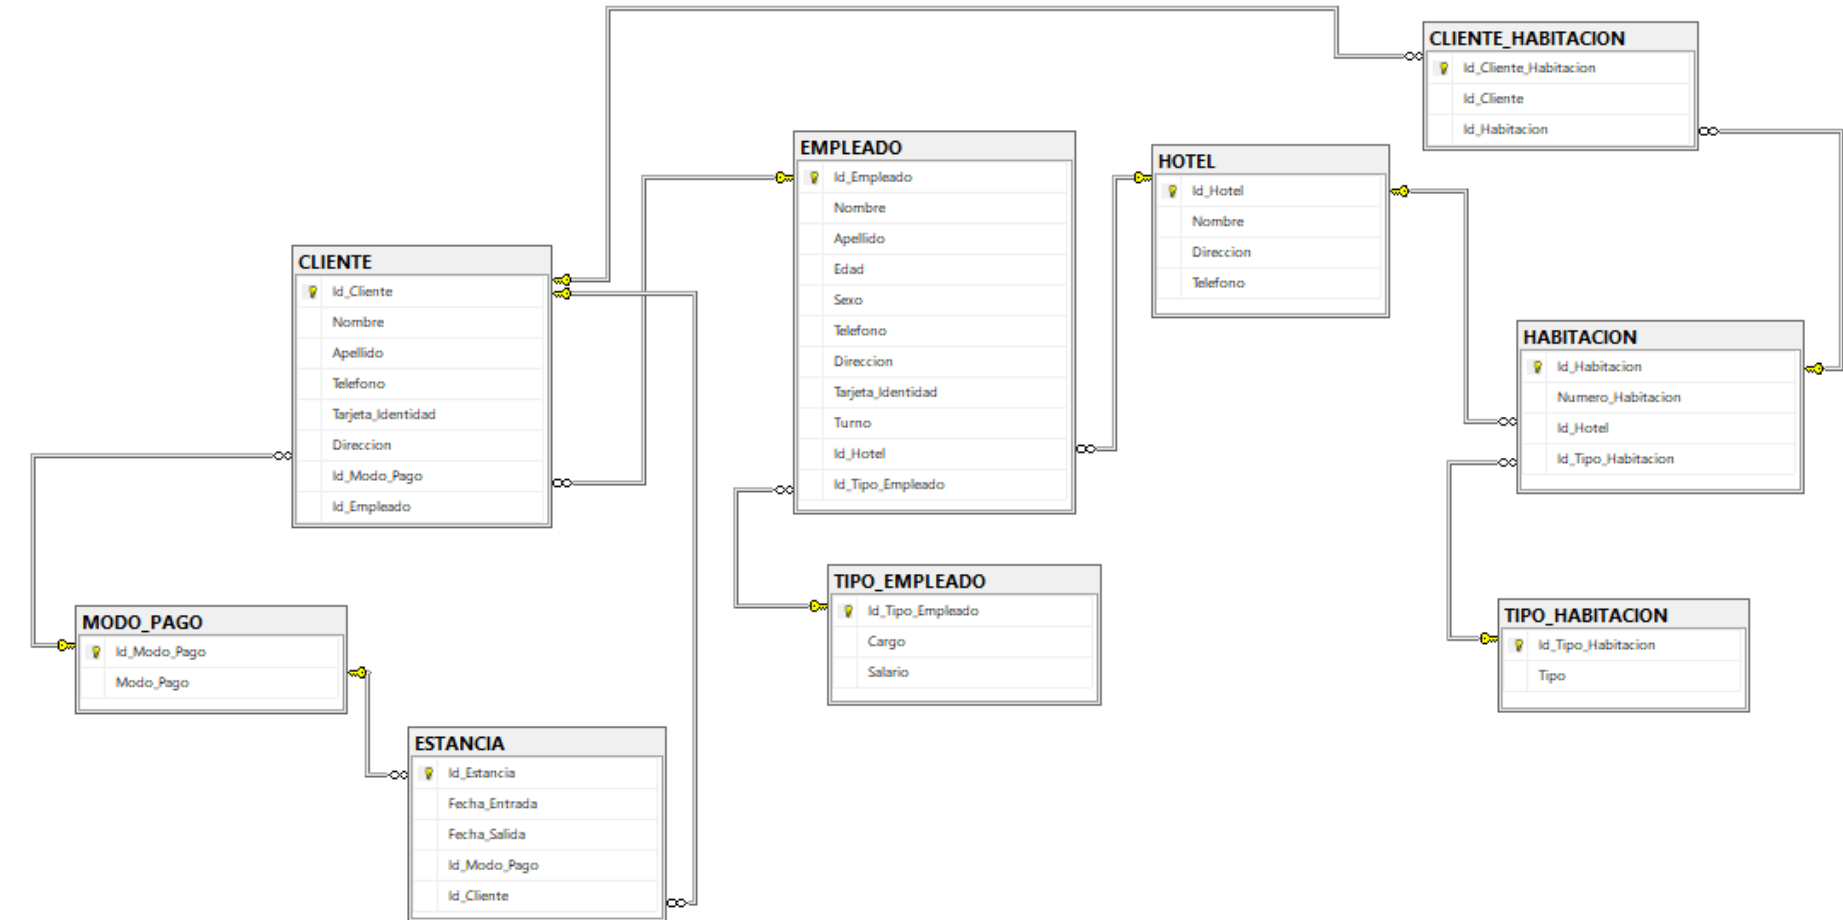 CLIENTE_HABITACION
Id_Cliente_Habitacion
Id_Cliente
Id_Habitacion
EMPLEADO
Id_Empleado
Nombre
Apellido
Edad
Sexo
Telefono
Direccion
Tarjeta_Identidad
Turno
Id_Hotel
Id_Tipo_Empleado
HOTEL
Id_Hotel
Nombre
Direccion
Telefono
CLIENTE
Id_Cliente
Nombre
Apellido
Telefono
Tarjeta_Identidad
Direccion
Id_Modo_Pago
Id_Empleado
HABITACION
Id_Habitacion
Numero_Habitacion
Id_Hotel
Id_Tipo_Habitacion
TIPO_EMPLEADO
Id_Tipo_Empleado
Cargo
Salario
MODO_PAGO
Id_Modo_Pago
Modo_Pago
TIPO_HABITACION
Id_Tipo_Habitacion
Tipo
ESTANCIA
Id_Estancia
Fecha_Entrada
Fecha_Salida
Id_Modo_Pago
Id_Cliente